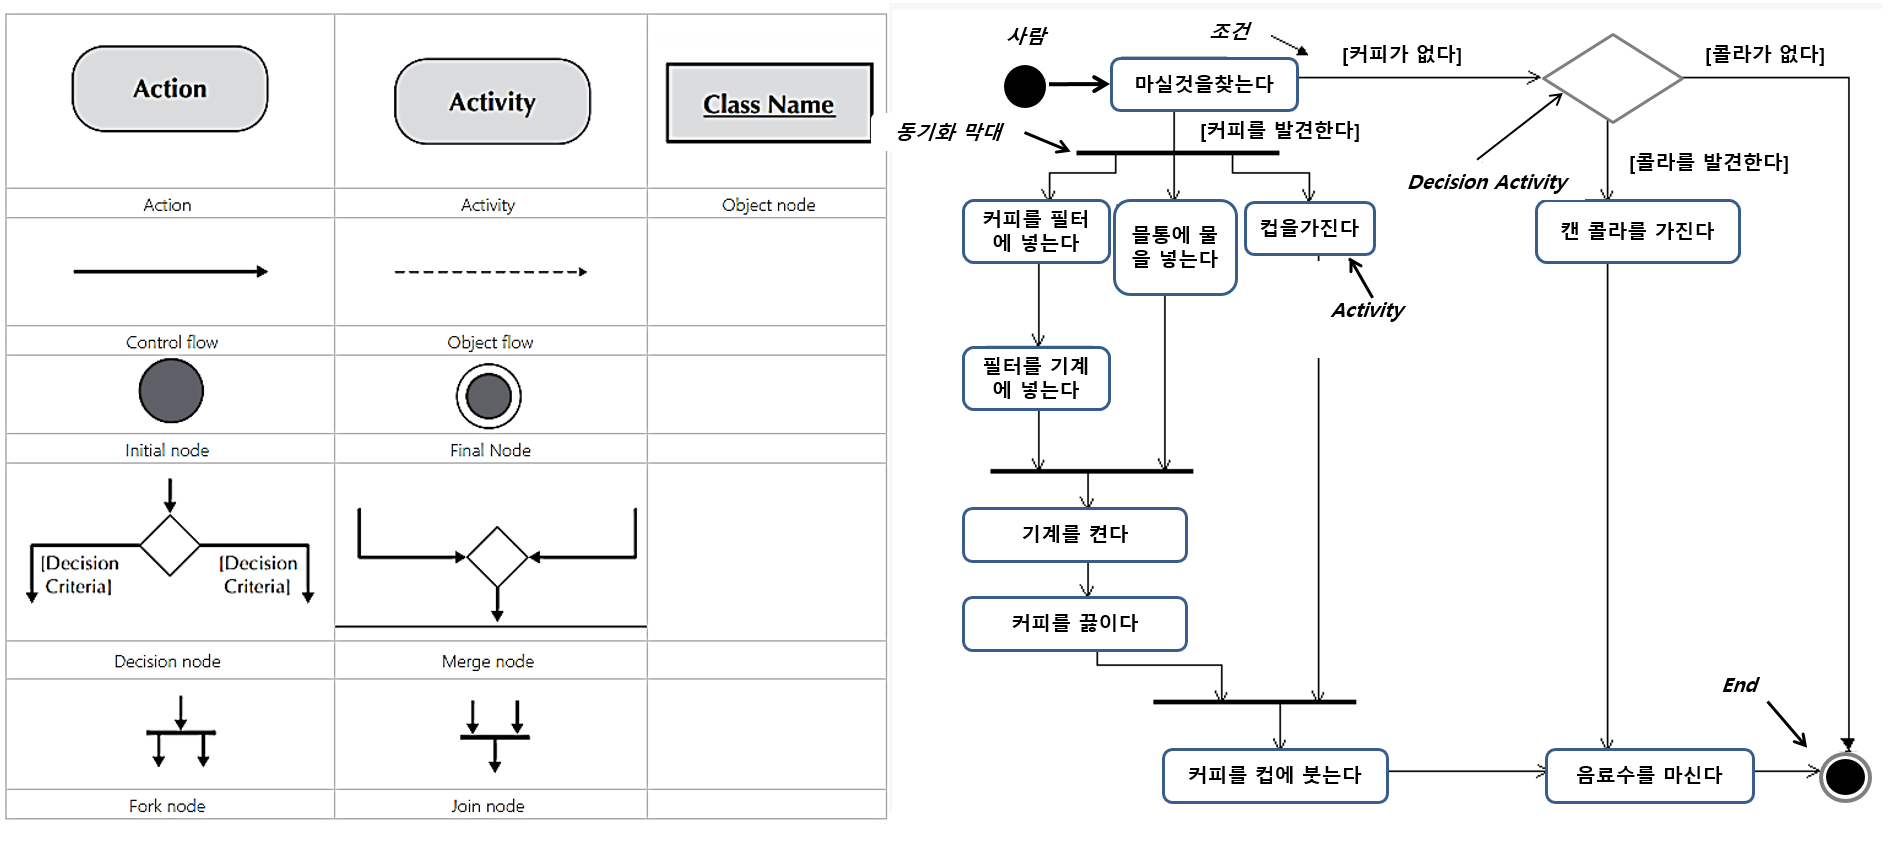 Action
Activity
Class Name
Action
Activity
Object node
Control flow
Object flow
Initial node
Final Node
[Decision
Criteria]
[Decision
Criteria]
Decision node
Merge node
Fork node
Join node
사람
조건
[커피가 없다]
[콜라가 없다]
마실것을찾는다
동기화 막대
[커피를 발견한다]
[콜라를 발견한다]
Decision Activity
커피를 필터
에 넣는다
물통에 물
을 넣는다
컵을가진다
캔 콜라를 가진다
Activity
필터를 기계
에 넣는다
기계를 켠다
커피를 끓이다
End
커피를 컵에 붓는다
음료수를 마신다